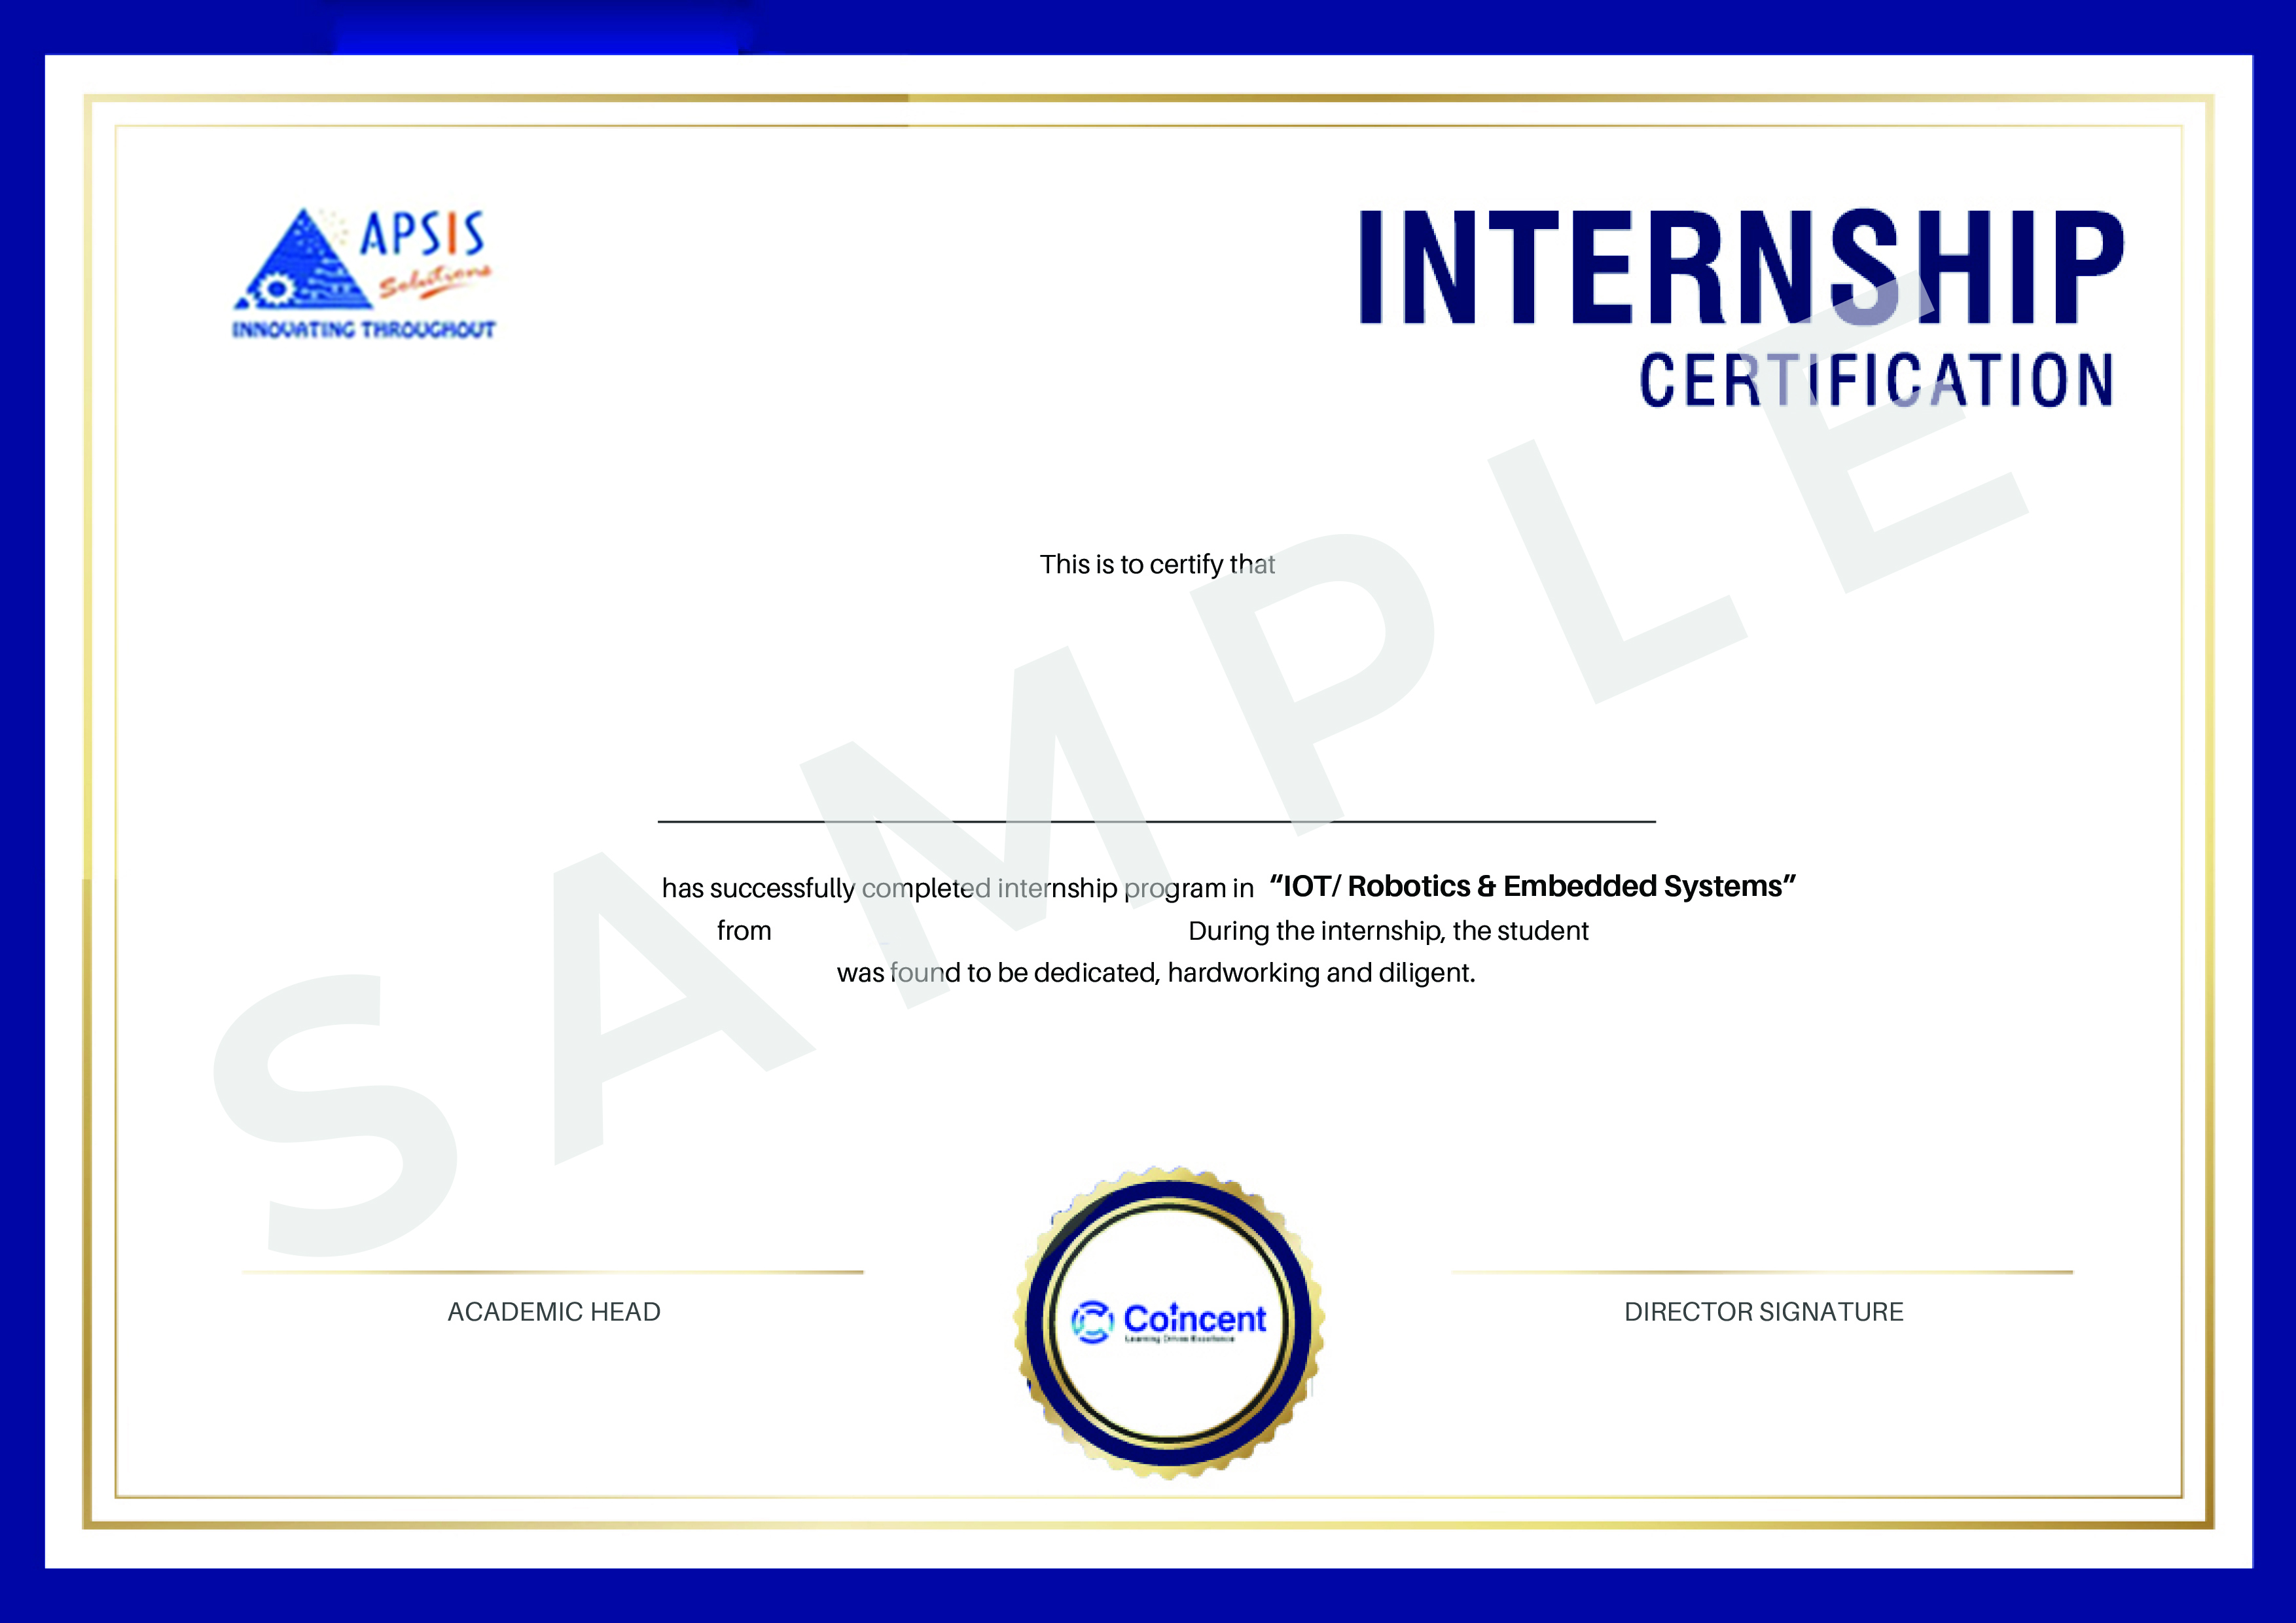 APSIS
Solutions
INNOVATING THROUGHOUT
INTERNSHIP
CERTIFICATION
This is to certify that
has successfully completed internship program in “IOT/ Robotics & Embedded Systems”
from During the internship, the student
was found to be dedicated, hardworking and diligent.
SAMPLE
ACADEMIC HEAD
Coincent
Learning Drives Excellence
DIRECTOR SIGNATURE